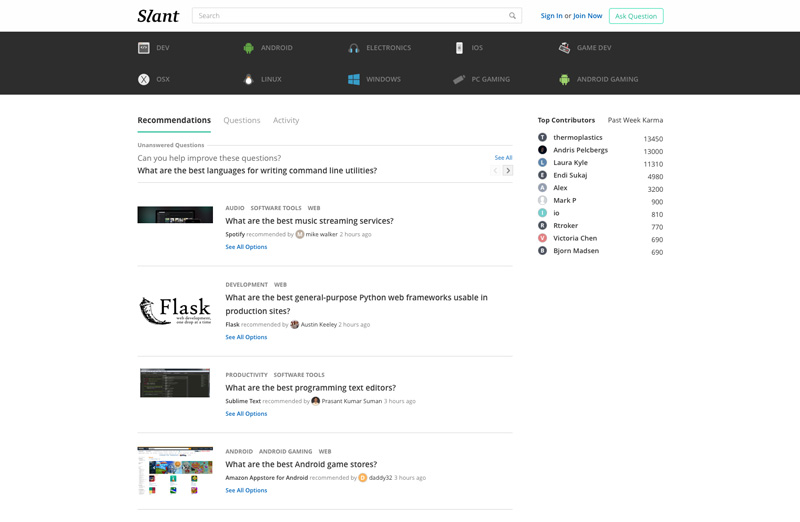 Slant
Search
Sign In or Join Now
Ask Question
DEV
ANDROID
ELECTRONICS
IOS
GAME DEV
OSX
LINUX
WINDOWS
PC GAMING
ANDROID GAMING
Recommendations Questions Activity
Unanswered Questions
Can you help improve these questions? See All
What are the best languages for writing command line utilities?
AUDIO SOFTWARE TOOLS WEB
What are the best music streaming services?
Spotify recommended by M mike walker 2 hours ago
See All Options
Flask
web development,
one drop at a time
DEVELOPMENT WEB
What are the best general-purpose Python web frameworks usable in
production sites?
Flask recommended by Austin Keeley 2 hours ago
See All Options
PRODUCTIVITY SOFTWARE TOOLS
What are the best programming text editors?
Sublime Text recommended by Prasant Kumar Suman 3 hours ago
See All Options
ANDROID ANDROID GAMING WEB
What are the best Android game stores?
Amazon Appstore for Android recommended by D daddy32 3 hours ago
See All Options
Top Contributors Past Week Karma
T thermoplastics 13450
Andris Pelcbergs 13000
L Laura Kyle 11310
E Endi Sukaj 4980
A Alex 3200
Mark P 900
I io 810
R Rtroker 770
V Victoria Chen 690
B Bjorn Madsen 690